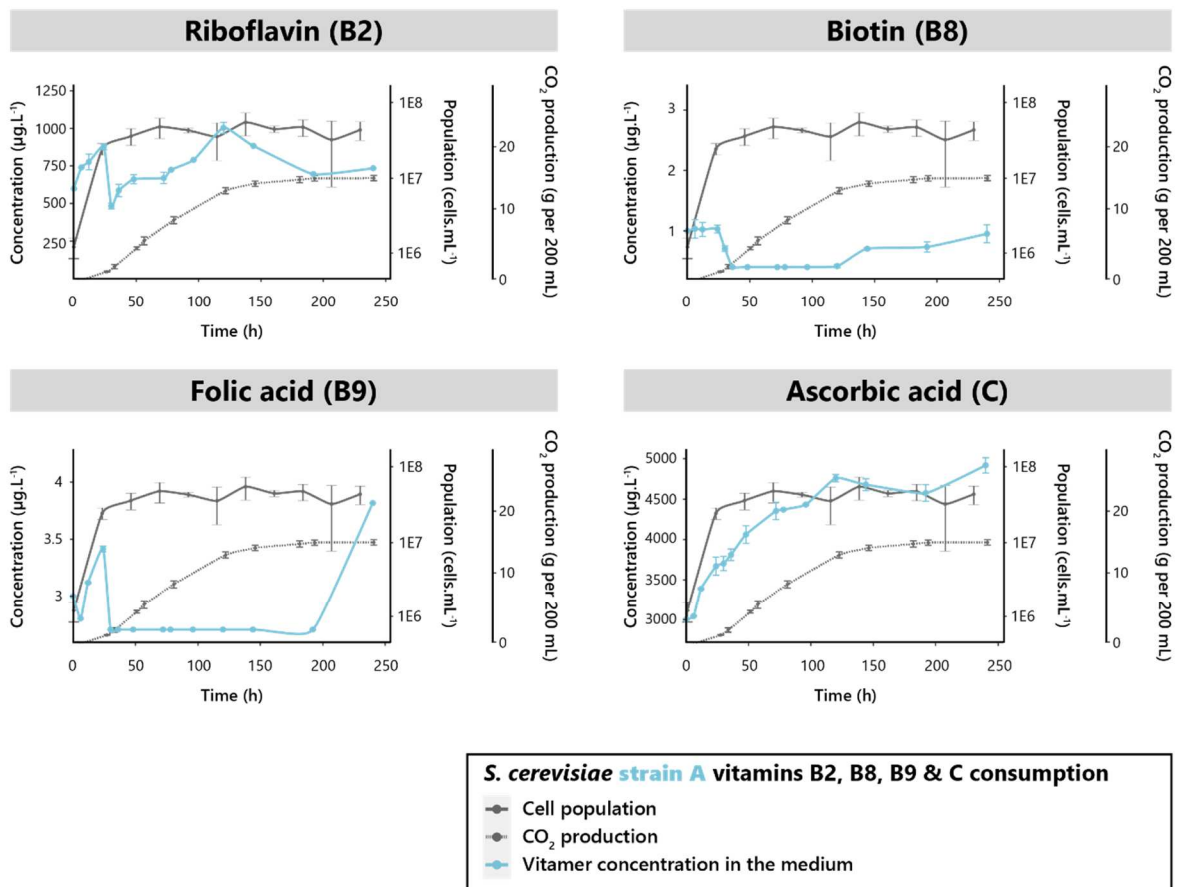 Riboflavin (B2)
Concentration (µg.L⁻¹)
1250
1000
750
500
250
1E8
1E7
1E6
Population (cells.mL⁻¹)
20
10
0
CO₂ production (g per 200 mL)
0 50 100 150 200 250
Time (h)
Biotin (B8)
Concentration (µg.L⁻¹)
3
2
1
1E8
1E7
1E6
Population (cells.mL⁻¹)
20
10
0
CO₂ production (g per 200 mL)
0 50 100 150 200 250
Time (h)
Folic acid (B9)
Concentration (µg.L⁻¹)
4
3.5
3
1E8
1E7
1E6
Population (cells.mL⁻¹)
20
10
0
CO₂ production (g per 200 mL)
0 50 100 150 200 250
Time (h)
Ascorbic acid (C)
Concentration (µg.L⁻¹)
5000
4500
4000
3500
3000
1E8
1E7
1E6
Population (cells.mL⁻¹)
20
10
0
CO₂ production (g per 200 mL)
0 50 100 150 200 250
Time (h)
S. cerevisiae strain A vitamins B2, B8, B9 & C consumption
Cell population
CO₂ production
Vitamer concentration in the medium